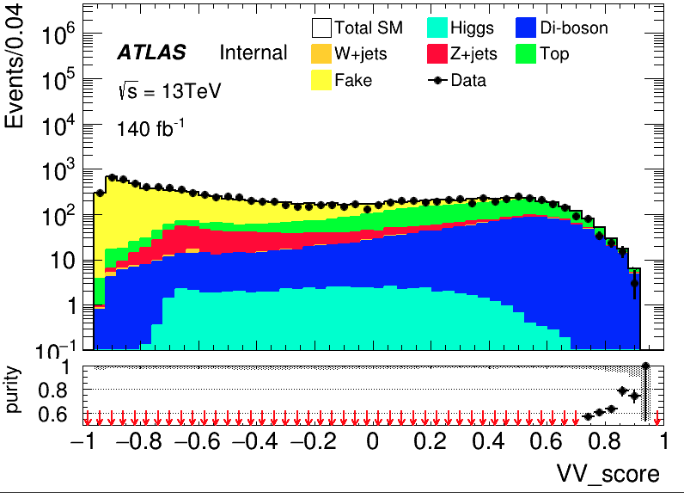 Events/0.04
10⁶
10⁵
10⁴
10³
10²
10
1
10⁻¹
ATLAS Internal
√s = 13TeV
140 fb⁻¹
Total SM
Higgs
Di-boson
W+jets
Z+jets
Top
Fake
Data
purity
1
0.8
0.6
−1 −0.8 −0.6 −0.4 −0.2 0 0.2 0.4 0.6 0.8 1
VV_score